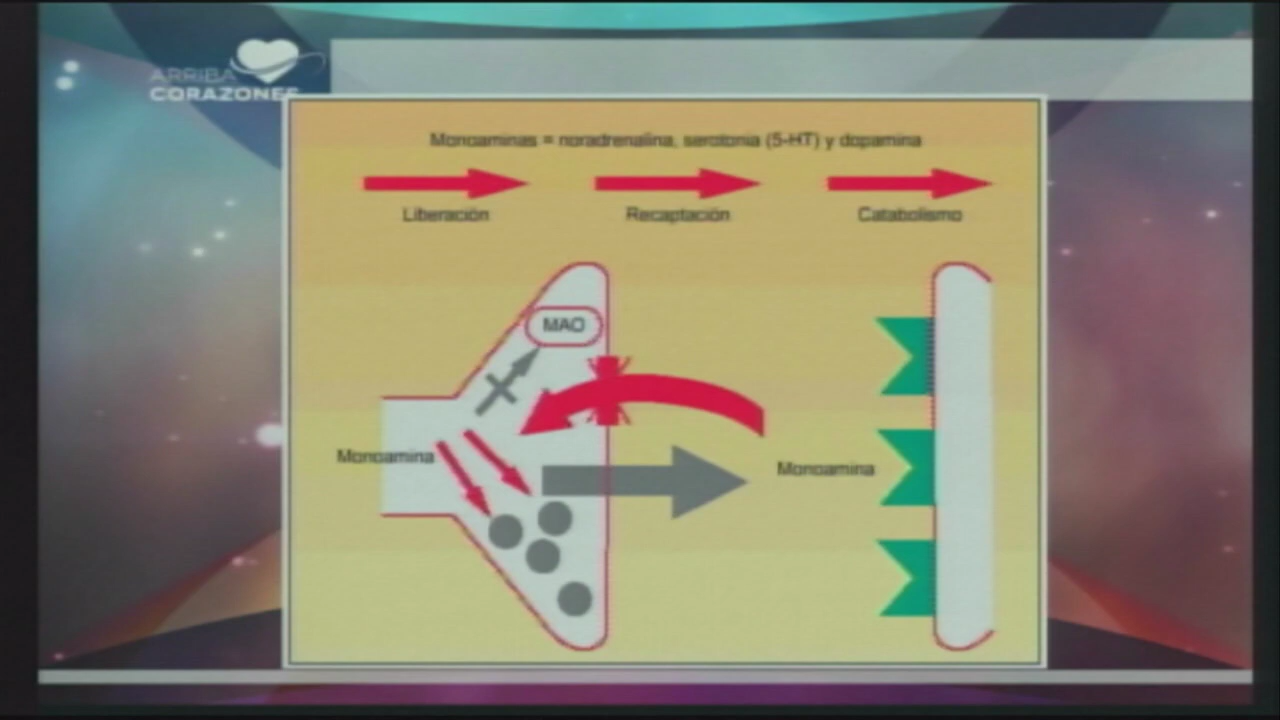 ARRIBA
CORAZONES
Monoaminas = noradrenalina, serotonia (5-HT) y dopamina
Liberación
Recaptación
Catabolismo
MAO
Monoamina
Monoamina